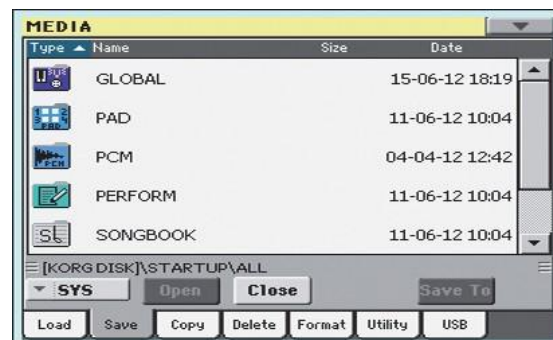 MEDIA
Type Name Size Date
GLOBAL 15-06-12 18:19
PAD 11-06-12 10:04
PCM 04-04-12 12:42
PERFORM 11-06-12 10:04
SL SONGBOOK 11-06-12 10:04
[KORG DISK]\STARTUP\ALL
SYS Open Close Save To
Load Save Copy Delete Format Utility USB